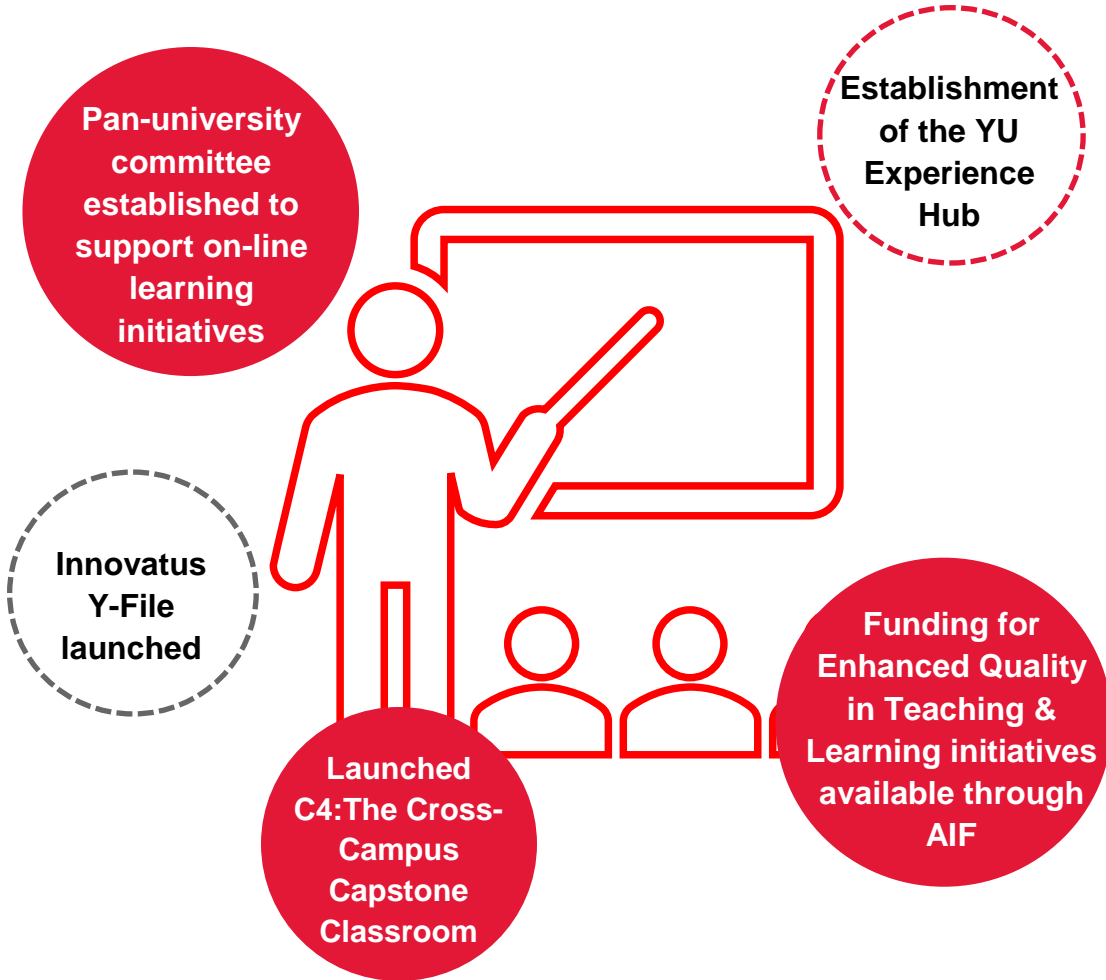 Pan-university
committee
established to
support on-line
learning
initiatives
Establishment
of the YU
Experience
Hub
Innovatus
Y-File
launched
Launched
C4:The Cross-
Campus
Capstone
Classroom
Funding for
Enhanced Quality
in Teaching &
Learning initiatives
available through
AIF